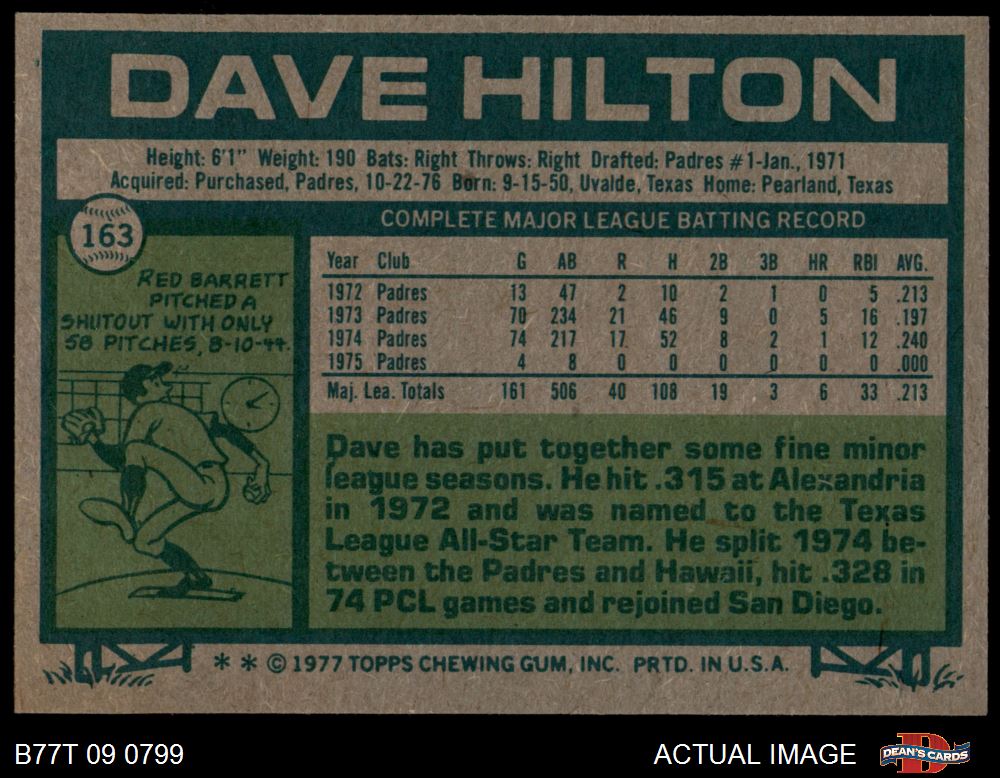 DAVE HILTON
Height: 6'1" Weight: 190 Bats: Right Throws: Right Drafted: Padres #1-Jan., 1971
Acquired: Purchased, Padres, 10-22-76 Born: 9-15-50, Uvalde, Texas Home: Pearland, Texas
163
RED BARRETT
PITCHED A
SHUTOUT WITH ONLY
58 PITCHES, 8-10-44.
COMPLETE MAJOR LEAGUE BATTING RECORD
Year Club G AB R H 2B 3B HR RBI AVG.
1972 Padres 13 47 2 10 2 1 0 5 .213
1973 Padres 70 234 21 46 9 0 5 16 .197
1974 Padres 74 217 17 52 8 2 1 12 .240
1975 Padres 4 8 0 0 0 0 0 0 .000
Maj. Lea. Totals 161 506 40 108 19 3 6 33 .213
Dave has put together some fine minor
league seasons. He hit .315 at Alexandria
in 1972 and was named to the Texas
League All-Star Team. He split 1974 be-
tween the Padres and Hawaii, hit .328 in
74 PCL games and rejoined San Diego.
* * © 1977 TOPPS CHEWING GUM, INC. PRTD. IN U.S.A.
B77T 09 0799
ACTUAL IMAGE
DEAN'S CARDS